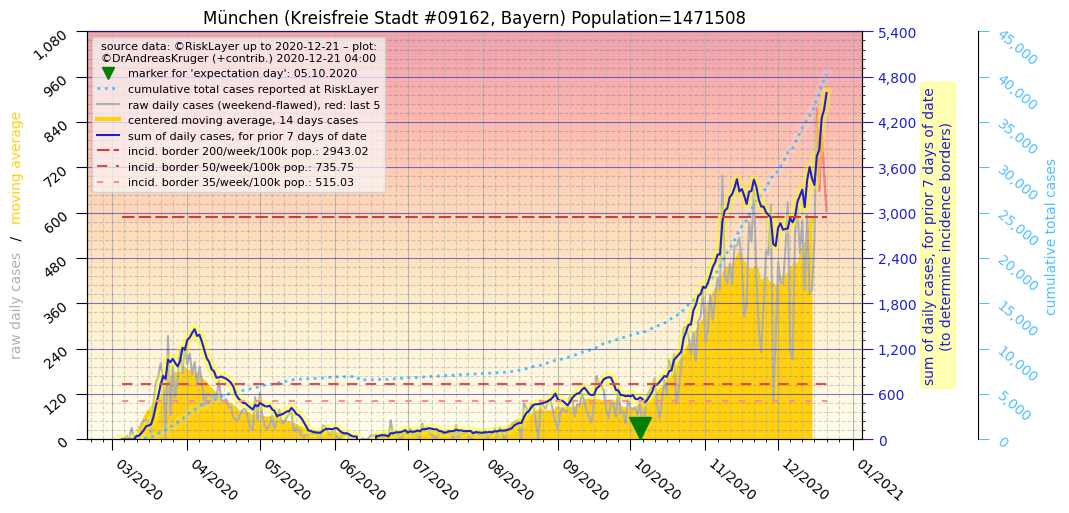 München (Kreisfreie Stadt #09162, Bayern) Population=1471508
source data: ©RiskLayer up to 2020-12-21 – plot:
©DrAndreasKruger (+contrib.) 2020-12-21 04:00
marker for 'expectation day': 05.10.2020
cumulative total cases reported at RiskLayer
raw daily cases (weekend-flawed), red: last 5
centered moving average, 14 days cases
sum of daily cases, for prior 7 days of date
incid. border 200/week/100k pop.: 2943.02
incid. border 50/week/100k pop.: 735.75
incid. border 35/week/100k pop.: 515.03
raw daily cases / moving average
1,080
960
840
720
600
480
360
240
120
0
03/2020
04/2020
05/2020
06/2020
07/2020
08/2020
09/2020
10/2020
11/2020
12/2020
01/2021
5,400
4,800
4,200
3,600
3,000
2,400
1,800
1,200
600
0
sum of daily cases, for prior 7 days of date
(to determine incidence borders)
45,000
40,000
35,000
30,000
25,000
20,000
15,000
10,000
5,000
0
cumulative total cases